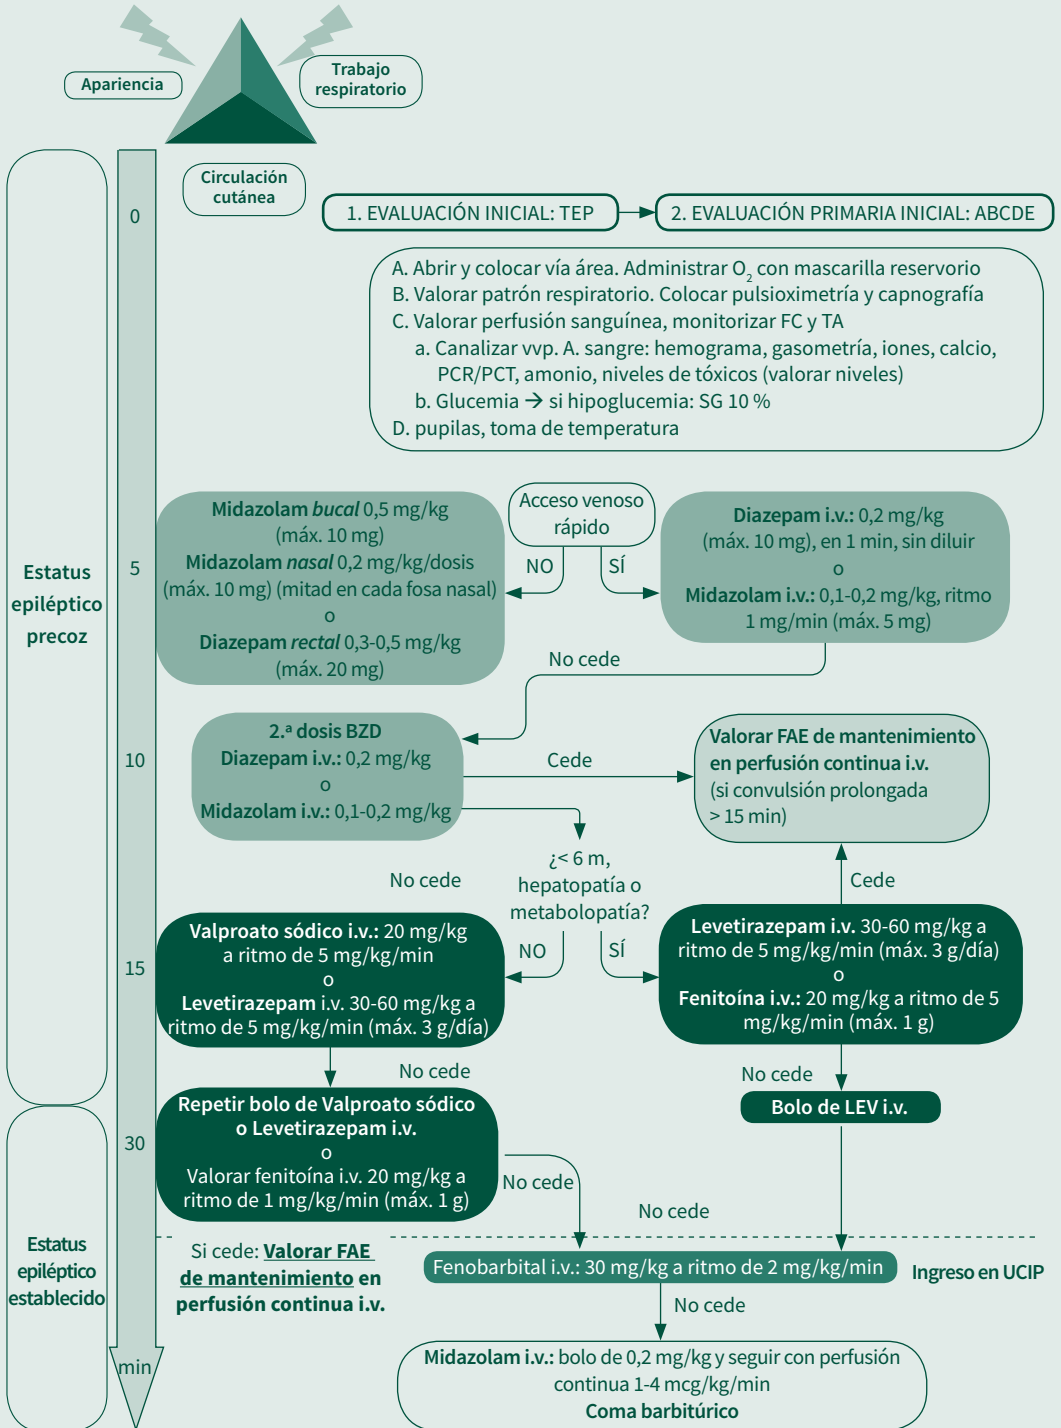 Apariencia
Trabajo
respiratorio
Circulación
cutánea
0
1. EVALUACIÓN INICIAL: TEP
2. EVALUACIÓN PRIMARIA INICIAL: ABCDE
A. Abrir y colocar vía área. Administrar O2 con mascarilla reservorio
B. Valorar patrón respiratorio. Colocar pulsioximetría y capnografía
C. Valorar perfusión sanguínea, monitorizar FC y TA
a. Canalizar vvp. A. sangre: hemograma, gasometría, iones, calcio,
PCR/PCT, amonio, niveles de tóxicos (valorar niveles)
b. Glucemia → si hipoglucemia: SG 10 %
D. pupilas, toma de temperatura
Estatus
epiléptico
precoz
5
Acceso venoso
rápido
NO
SÍ
Midazolam bucal 0,5 mg/kg
(máx. 10 mg)
Midazolam nasal 0,2 mg/kg/dosis
(máx. 10 mg) (mitad en cada fosa nasal)
o
Diazepam rectal 0,3-0,5 mg/kg
(máx. 20 mg)
Diazepam i.v.: 0,2 mg/kg
(máx. 10 mg), en 1 min, sin diluir
o
Midazolam i.v.: 0,1-0,2 mg/kg, ritmo
1 mg/min (máx. 5 mg)
No cede
10
2.ª dosis BZD
Diazepam i.v.: 0,2 mg/kg
o
Midazolam i.v.: 0,1-0,2 mg/kg
Cede
Valorar FAE de mantenimiento
en perfusión continua i.v.
(si convulsión prolongada
> 15 min)
No cede
¿< 6 m,
hepatopatía o
metabolopatía?
NO
SÍ
Cede
15
Valproato sódico i.v.: 20 mg/kg
a ritmo de 5 mg/kg/min
o
Levetirazepam i.v. 30-60 mg/kg a
ritmo de 5 mg/kg/min (máx. 3 g/día)
Levetirazepam i.v. 30-60 mg/kg a
ritmo de 5 mg/kg/min (máx. 3 g/día)
o
Fenitoína i.v.: 20 mg/kg a ritmo de 5
mg/kg/min (máx. 1 g)
No cede
No cede
30
Repetir bolo de Valproato sódico
o Levetirazepam i.v.
o
Valorar fenitoína i.v. 20 mg/kg a
ritmo de 1 mg/kg/min (máx. 1 g)
Bolo de LEV i.v.
No cede
No cede
Estatus
epiléptico
establecido
Si cede: Valorar FAE
de mantenimiento en
perfusión continua i.v.
Fenobarbital i.v.: 30 mg/kg a ritmo de 2 mg/kg/min
Ingreso en UCIP
No cede
min
Midazolam i.v.: bolo de 0,2 mg/kg y seguir con perfusión
continua 1-4 mcg/kg/min
Coma barbitúrico